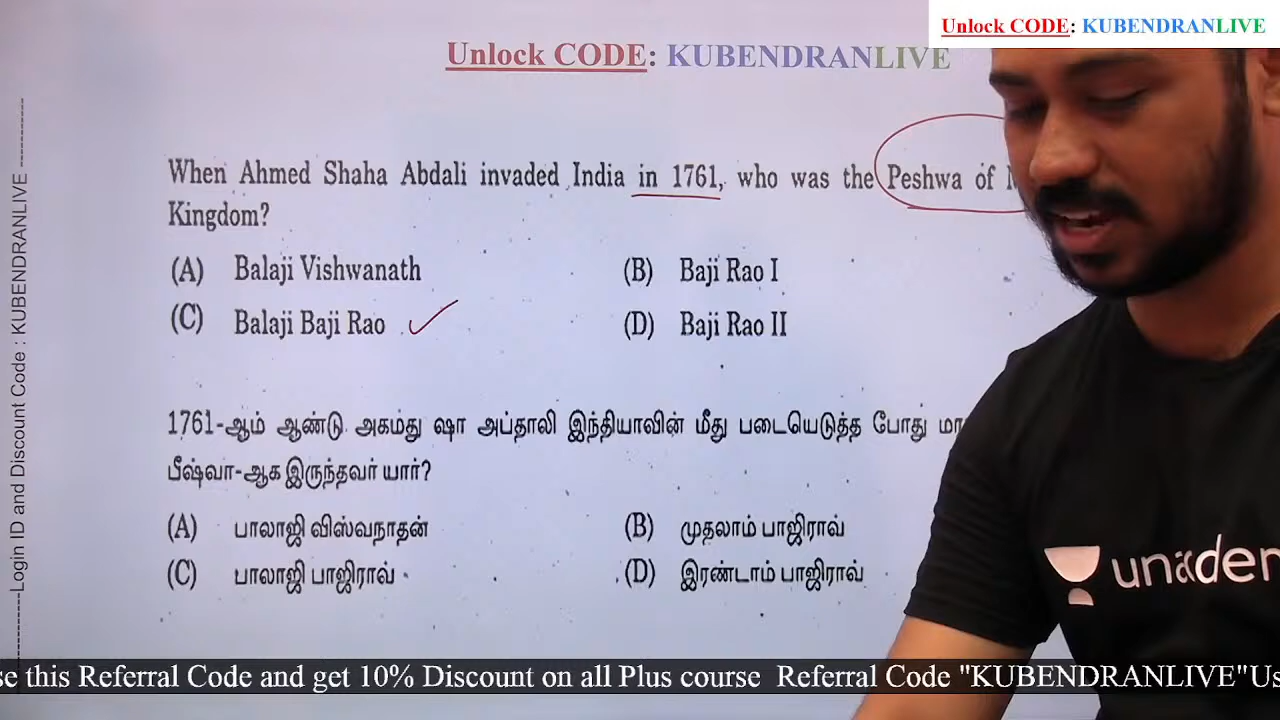 Unlock CODE: KUBENDRANLIVE
Unlock CODE: KUBENDRANLIVE
----------Login ID and Discount Code : KUBENDRANLIVE ----------
When Ahmed Shaha Abdali invaded India in 1761, who was the Peshwa of
Kingdom?
(A) Balaji Vishwanath (B) Baji Rao I
(C) Balaji Baji Rao (D) Baji Rao II
1761-ஆம் ஆண்டு அகம்து ஷா அப்தாலி இந்தியாவின் மீது படையெடுத்த போது
பீஷ்வா-ஆக இருந்தவர் யார்?
(A) பாலாஜி விஸ்வநாதன் (B) முதலாம் பாஜிராவ்
(C) பாலாஜி பாஜிராவ் (D) இரண்டாம் பாஜிராவ்
unacadem
se this Referral Code and get 10% Discount on all Plus course Referral Code "KUBENDRANLIVE"Us